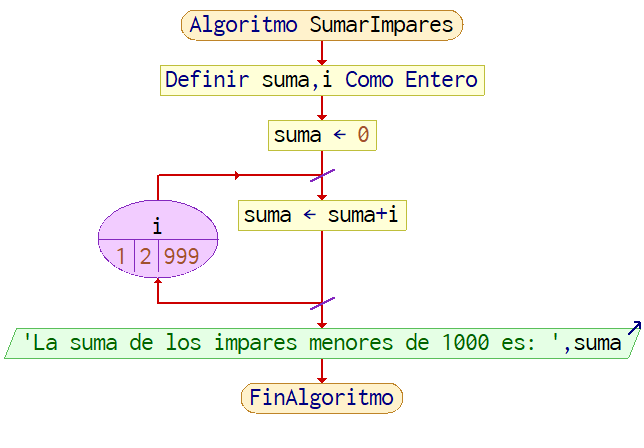 Algoritmo SumarImpares
Definir suma,i Como Entero
suma ← 0
i
1 2 999
suma ← suma+i
'La suma de los impares menores de 1000 es: ',suma
FinAlgoritmo